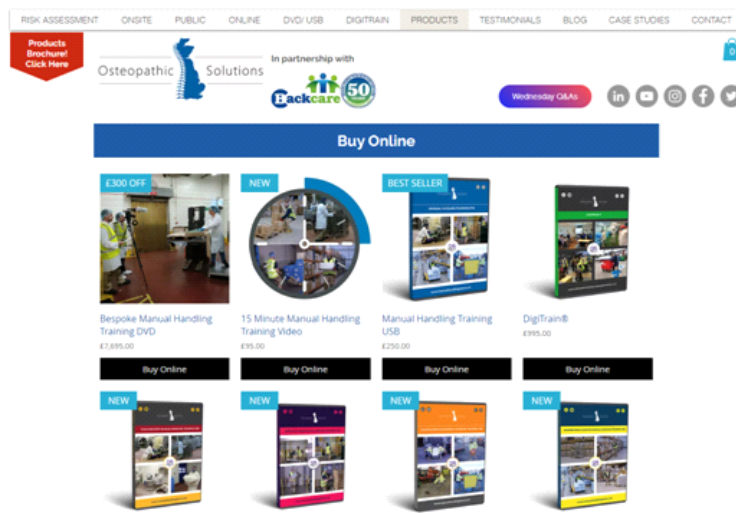 RISK ASSESSMENT ONSITE PUBLIC ONLINE DVD/ USB DIGITRAIN PRODUCTS TESTIMONIALS BLOG CASE STUDIES CONTACT
Products
Brochure!
Click Here
Osteopathic Solutions
In partnership with
Backcare 50
Wednesday Q&As
0
Buy Online
£300 OFF NEW BEST SELLER
Bespoke Manual Handling
Training DVD
£7,695.00
15 Minute Manual Handling
Training Video
£95.00
Manual Handling Training
USB
£250.00
DigiTrain®
£995.00
Buy Online Buy Online Buy Online Buy Online
NEW NEW NEW NEW